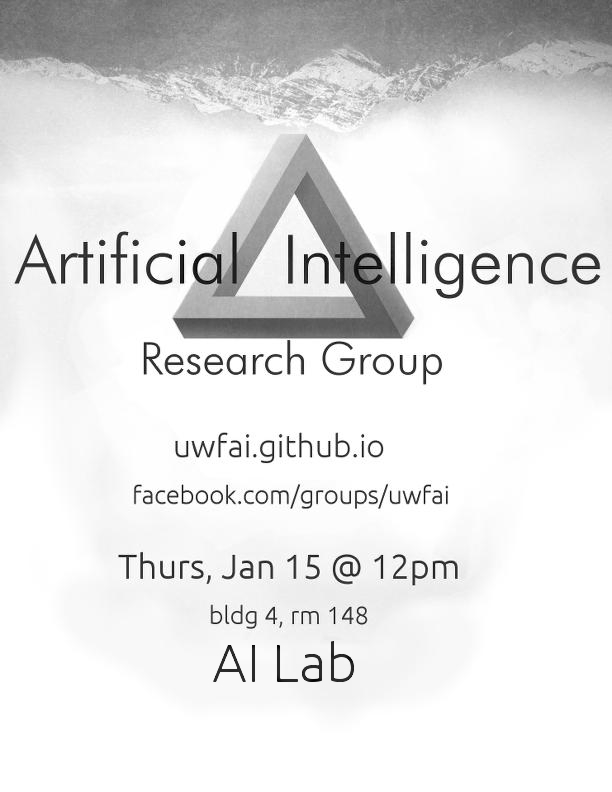 Artificial Intelligence
Research Group
uwfai.github.io
facebook.com/groups/uwfai
Thurs, Jan 15 @ 12pm
bldg 4, rm 148
AI Lab